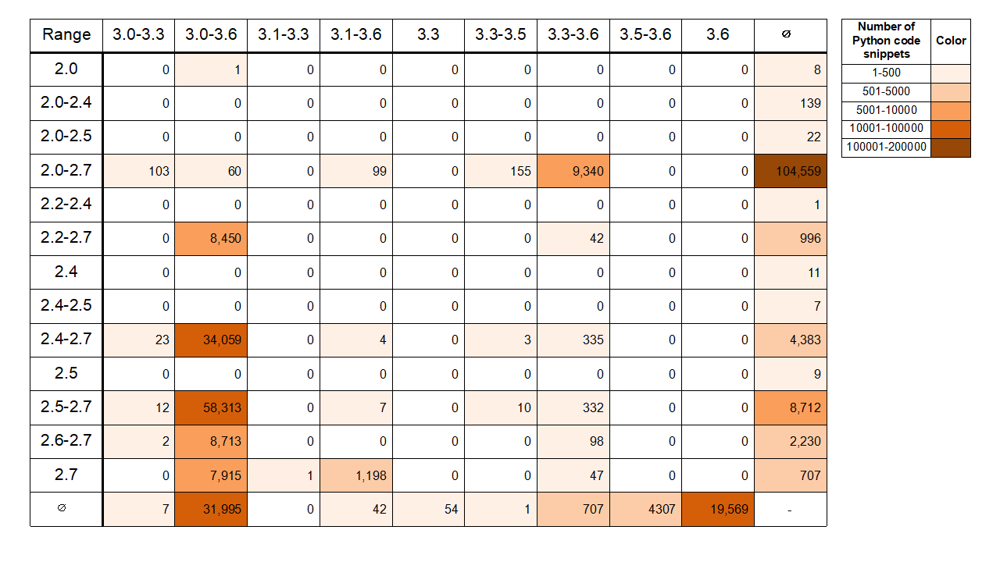 Range 3.0-3.3 3.0-3.6 3.1-3.3 3.1-3.6 3.3 3.3-3.5 3.3-3.6 3.5-3.6 3.6 ∅
2.0 0 1 0 0 0 0 0 0 0 8
2.0-2.4 0 0 0 0 0 0 0 0 0 139
2.0-2.5 0 0 0 0 0 0 0 0 0 22
2.0-2.7 103 60 0 99 0 155 9,340 0 0 104,559
2.2-2.4 0 0 0 0 0 0 0 0 0 1
2.2-2.7 0 8,450 0 0 0 0 42 0 0 996
2.4 0 0 0 0 0 0 0 0 0 11
2.4-2.5 0 0 0 0 0 0 0 0 0 7
2.4-2.7 23 34,059 0 4 0 3 335 0 0 4,383
2.5 0 0 0 0 0 0 0 0 0 9
2.5-2.7 12 58,313 0 7 0 10 332 0 0 8,712
2.6-2.7 2 8,713 0 0 0 0 98 0 0 2,230
2.7 0 7,915 1 1,198 0 0 47 0 0 707
∅ 7 31,995 0 42 54 1 707 4307 19,569 -
Number of
Python code
snippets
Color
1-500
501-5000
5001-10000
10001-100000
100001-200000